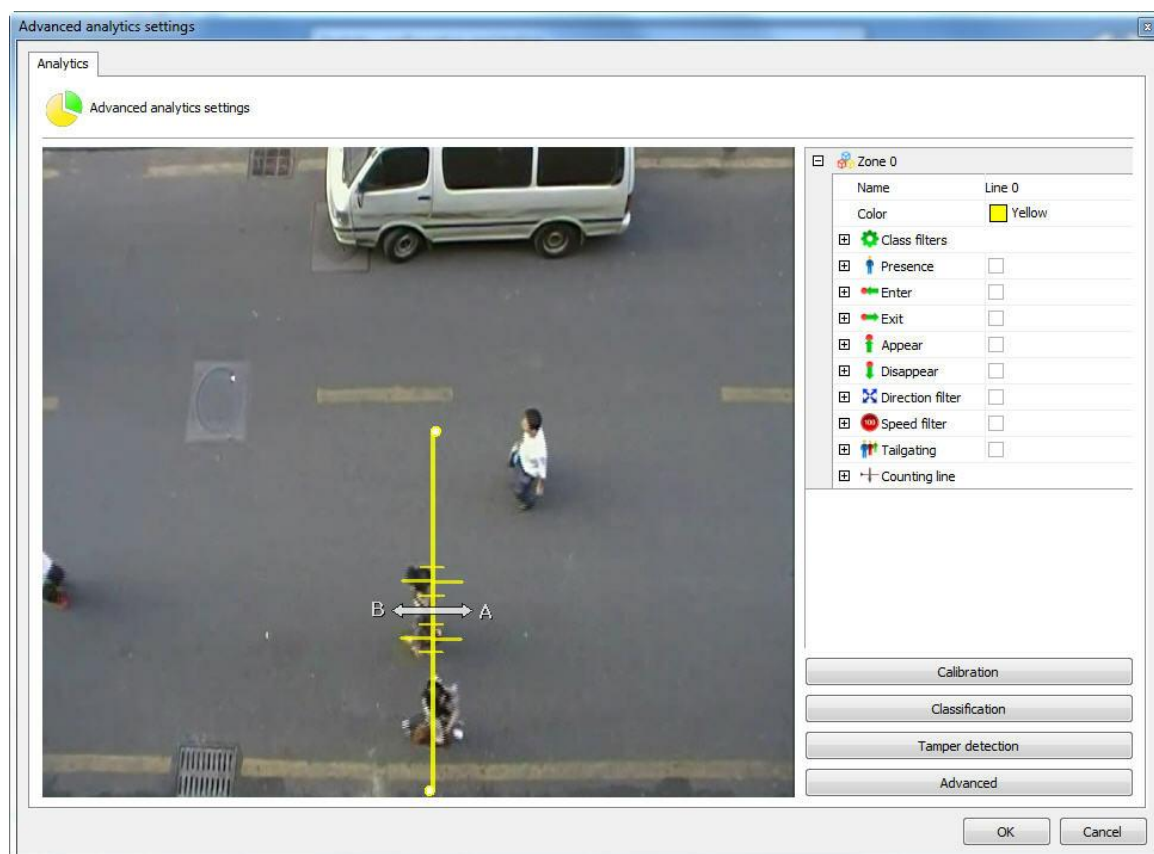 Advanced analytics settings
Analytics
Advanced analytics settings
Zone 0
Name Line 0
Color Yellow
Class filters
Presence
Enter
Exit
Appear
Disappear
Direction filter
100 Speed filter
Tailgating
Counting line
B A
Calibration
Classification
Tamper detection
Advanced
OK Cancel